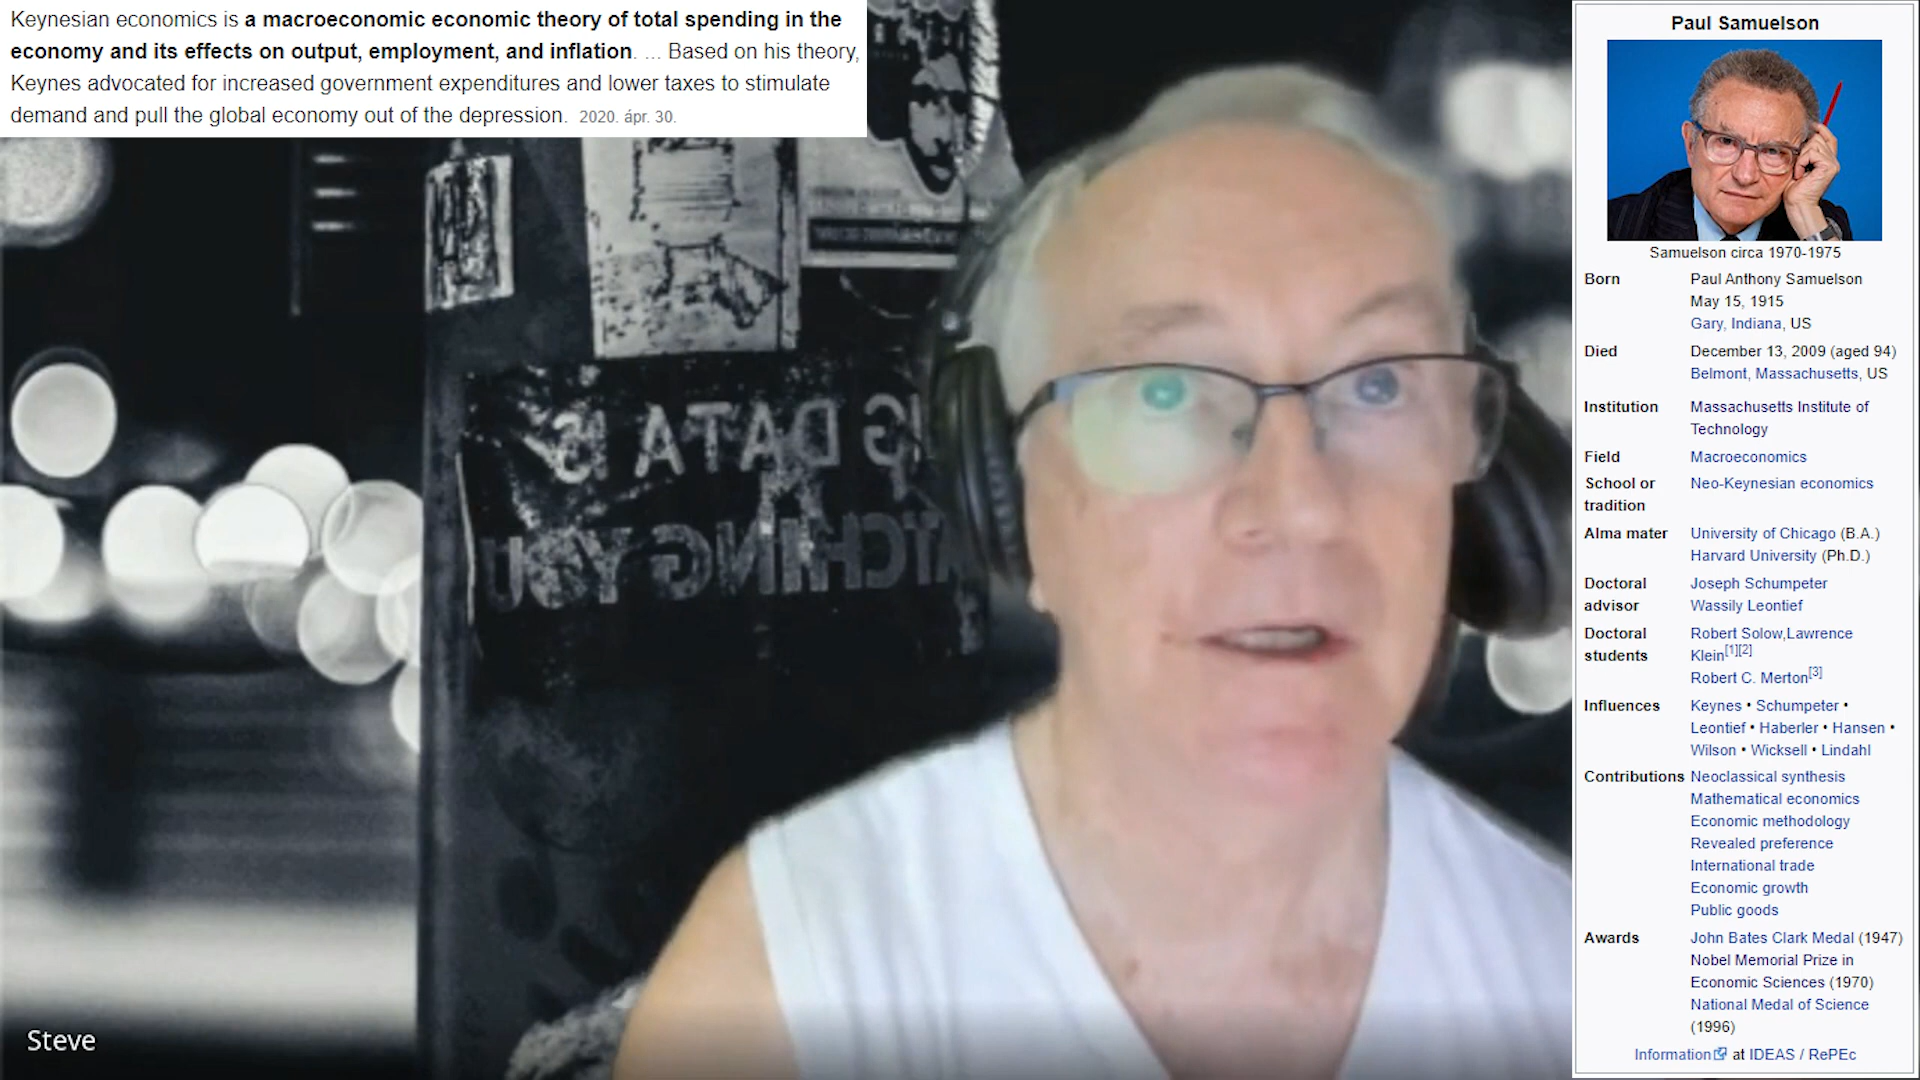 Keynesian economics is a macroeconomic economic theory of total spending in the
economy and its effects on output, employment, and inflation. ... Based on his theory,
Keynes advocated for increased government expenditures and lower taxes to stimulate
demand and pull the global economy out of the depression. 2020. ápr. 30.
IG DATA IS
ATCHING YOU
Steve
Paul Samuelson
Samuelson circa 1970-1975
Born Paul Anthony Samuelson
May 15, 1915
Gary, Indiana, US
Died December 13, 2009 (aged 94)
Belmont, Massachusetts, US
Institution Massachusetts Institute of
Technology
Field Macroeconomics
School or tradition Neo-Keynesian economics
Alma mater University of Chicago (B.A.)
Harvard University (Ph.D.)
Doctoral advisor Joseph Schumpeter
Wassily Leontief
Doctoral students Robert Solow,Lawrence
Klein[1][2]
Robert C. Merton[3]
Influences Keynes • Schumpeter •
Leontief • Haberler • Hansen •
Wilson • Wicksell • Lindahl
Contributions Neoclassical synthesis
Mathematical economics
Economic methodology
Revealed preference
International trade
Economic growth
Public goods
Awards John Bates Clark Medal (1947)
Nobel Memorial Prize in
Economic Sciences (1970)
National Medal of Science
(1996)
Information at IDEAS / RePEc